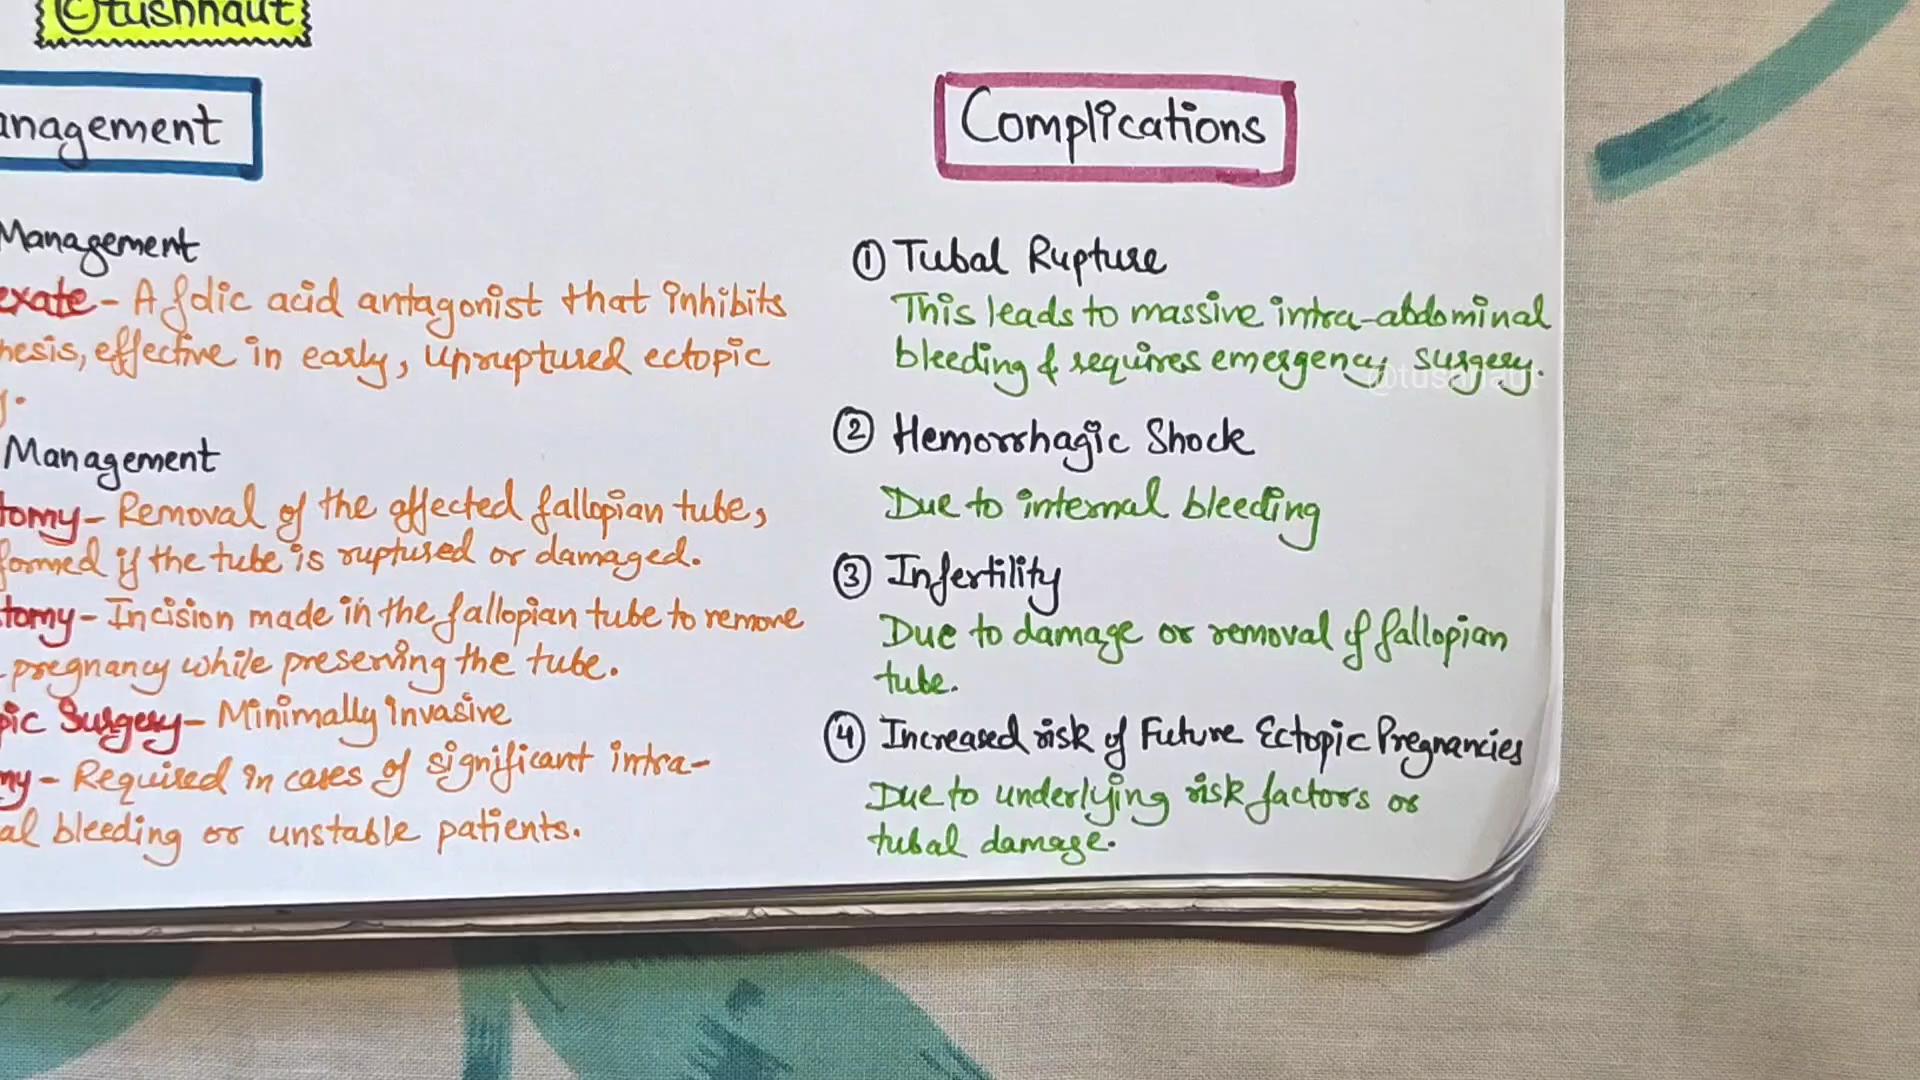 ©tushhaut
anagement
Complications
Management
exate - A folic acid antagonist that inhibits
hesis, effective in early, unruptured ectopic
y.
Management
tomy - Removal of the affected fallopian tube,
formed if the tube is ruptured or damaged.
tomy - Incision made in the fallopian tube to remove
pregnancy while preserving the tube.
pic Surgery - Minimally invasive
my - Required in cases of significant intra-
al bleeding or unstable patients.
① Tubal Rupture
This leads to massive intra-abdominal
bleeding & requires emergency surgery.
@tushnaut
② Hemorrhagic Shock
Due to internal bleeding
③ Infertility
Due to damage or removal of fallopian
tube.
④ Increased risk of Future Ectopic Pregnancies
Due to underlying risk factors or
tubal damage.